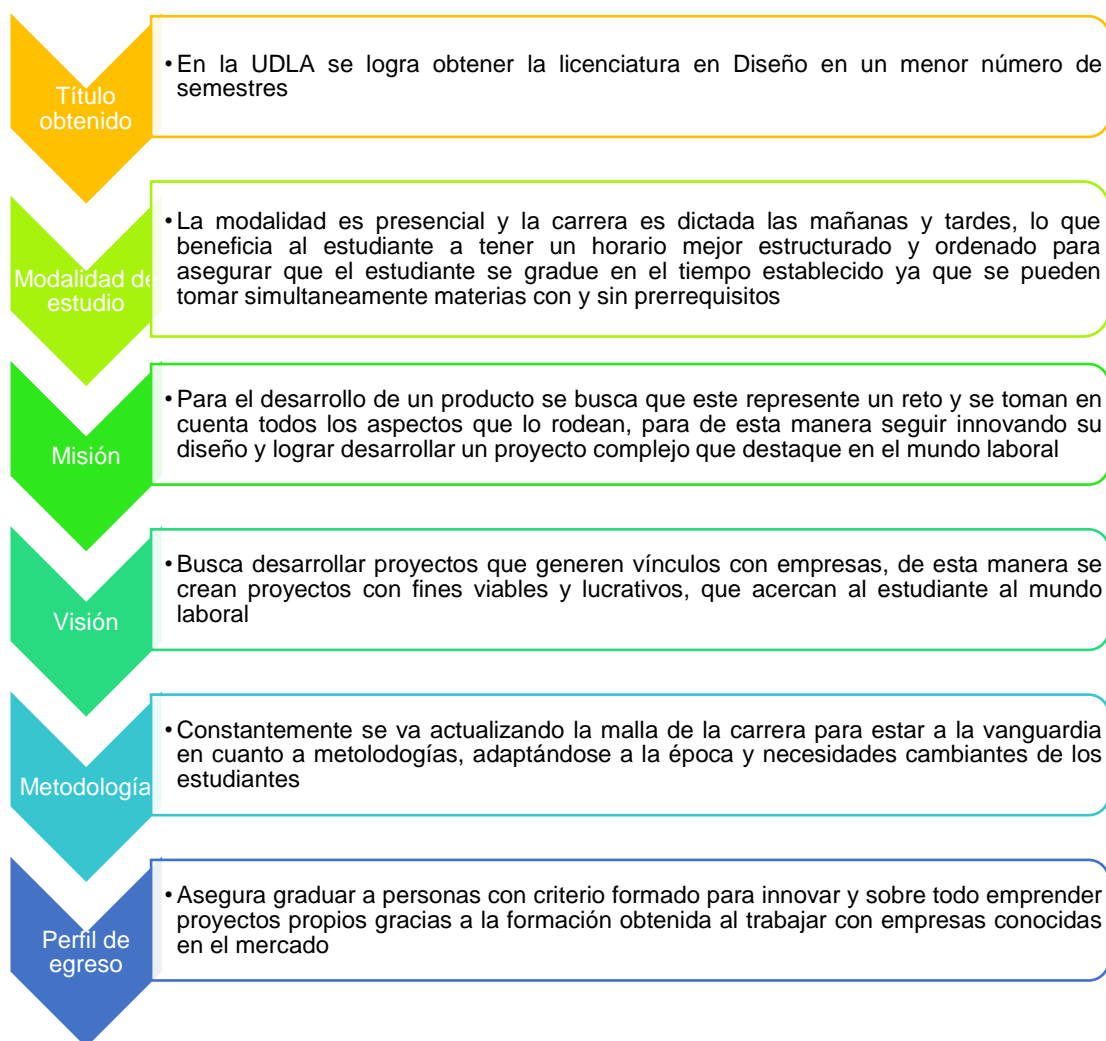 Título
obtenido
•En la UDLA se logra obtener la licenciatura en Diseño en un menor número de
semestres
Modalidad de
estudio
•La modalidad es presencial y la carrera es dictada las mañanas y tardes, lo que
beneficia al estudiante a tener un horario mejor estructurado y ordenado para
asegurar que el estudiante se gradue en el tiempo establecido ya que se pueden
tomar simultaneamente materias con y sin prerrequisitos
Misión
•Para el desarrollo de un producto se busca que este represente un reto y se toman en
cuenta todos los aspectos que lo rodean, para de esta manera seguir innovando su
diseño y lograr desarrollar un proyecto complejo que destaque en el mundo laboral
Visión
•Busca desarrollar proyectos que generen vínculos con empresas, de esta manera se
crean proyectos con fines viables y lucrativos, que acercan al estudiante al mundo
laboral
Metodología
•Constantemente se va actualizando la malla de la carrera para estar a la vanguardia
en cuanto a metolodogías, adaptándose a la época y necesidades cambiantes de los
estudiantes
Perfil de
egreso
•Asegura graduar a personas con criterio formado para innovar y sobre todo emprender
proyectos propios gracias a la formación obtenida al trabajar con empresas conocidas
en el mercado